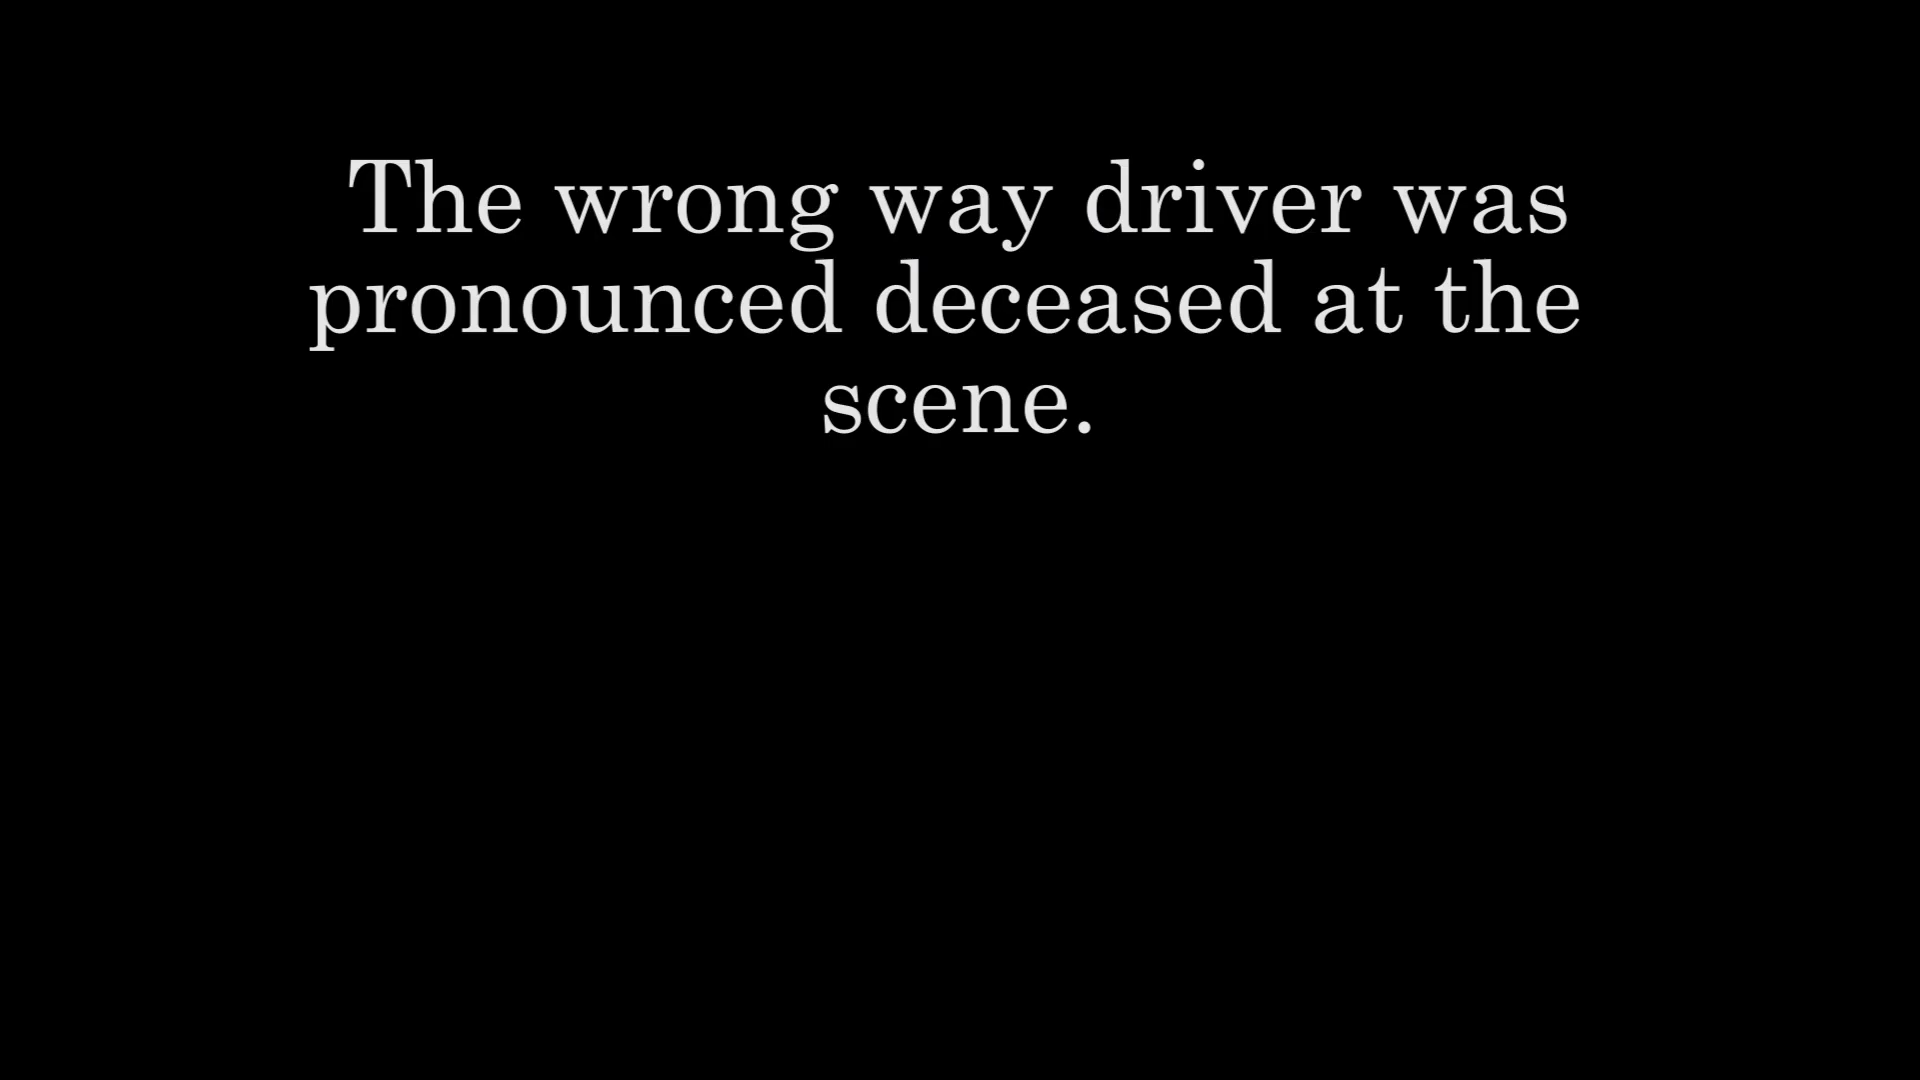 The wrong way driver was
pronounced deceased at the
scene.